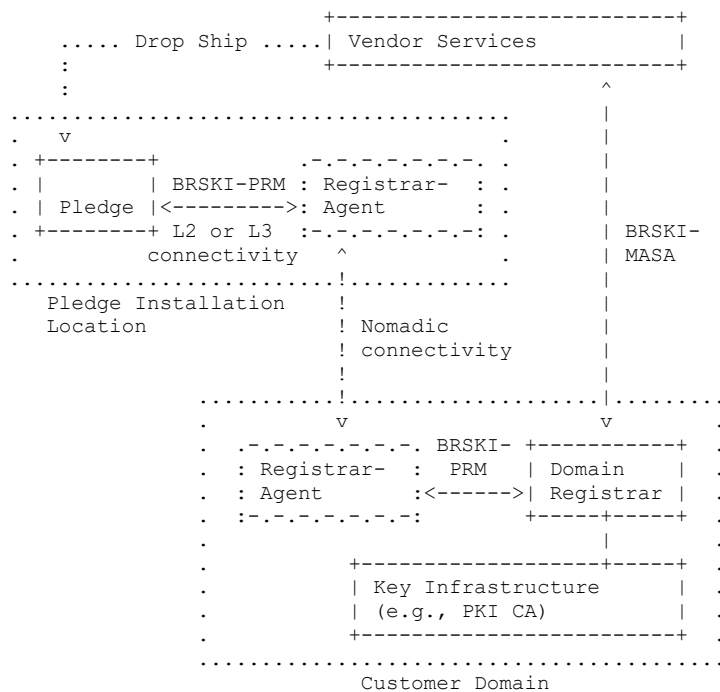 Drop Ship Vendor Services
BRSKI-PRM Registrar-
Pledge Agent
L2 or L3 BRSKI-
connectivity MASA
Pledge Installation
Location Nomadic
connectivity
BRSKI-
Registrar- PRM Domain
Agent Registrar
Key Infrastructure
(e.g., PKI CA)
Customer Domain